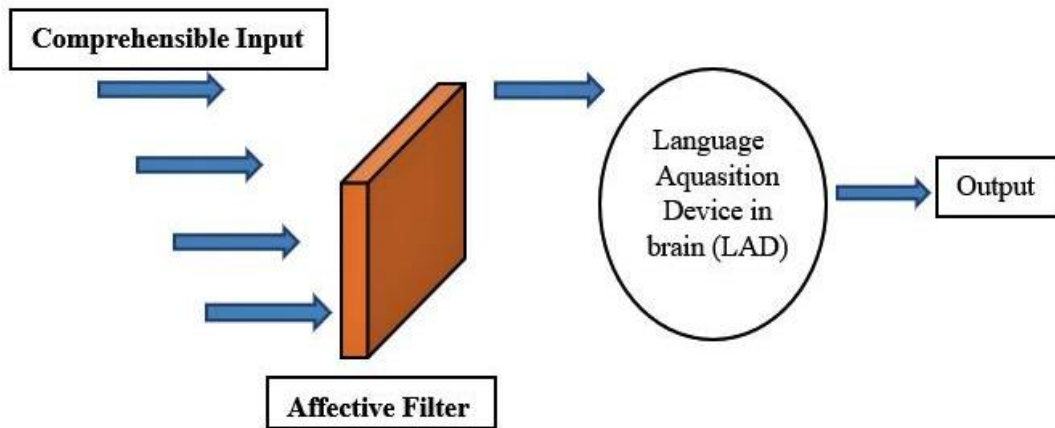 Comprehensible Input
Language
Aquasition
Device in
brain (LAD)
Output
Affective Filter